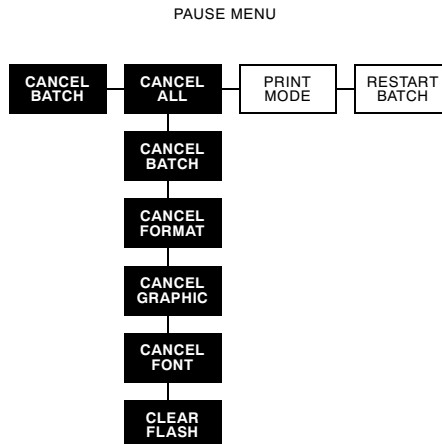 PAUSE MENU
CANCEL
BATCH
CANCEL
ALL
PRINT
MODE
RESTART
BATCH
CANCEL
BATCH
CANCEL
FORMAT
CANCEL
GRAPHIC
CANCEL
FONT
CLEAR
FLASH